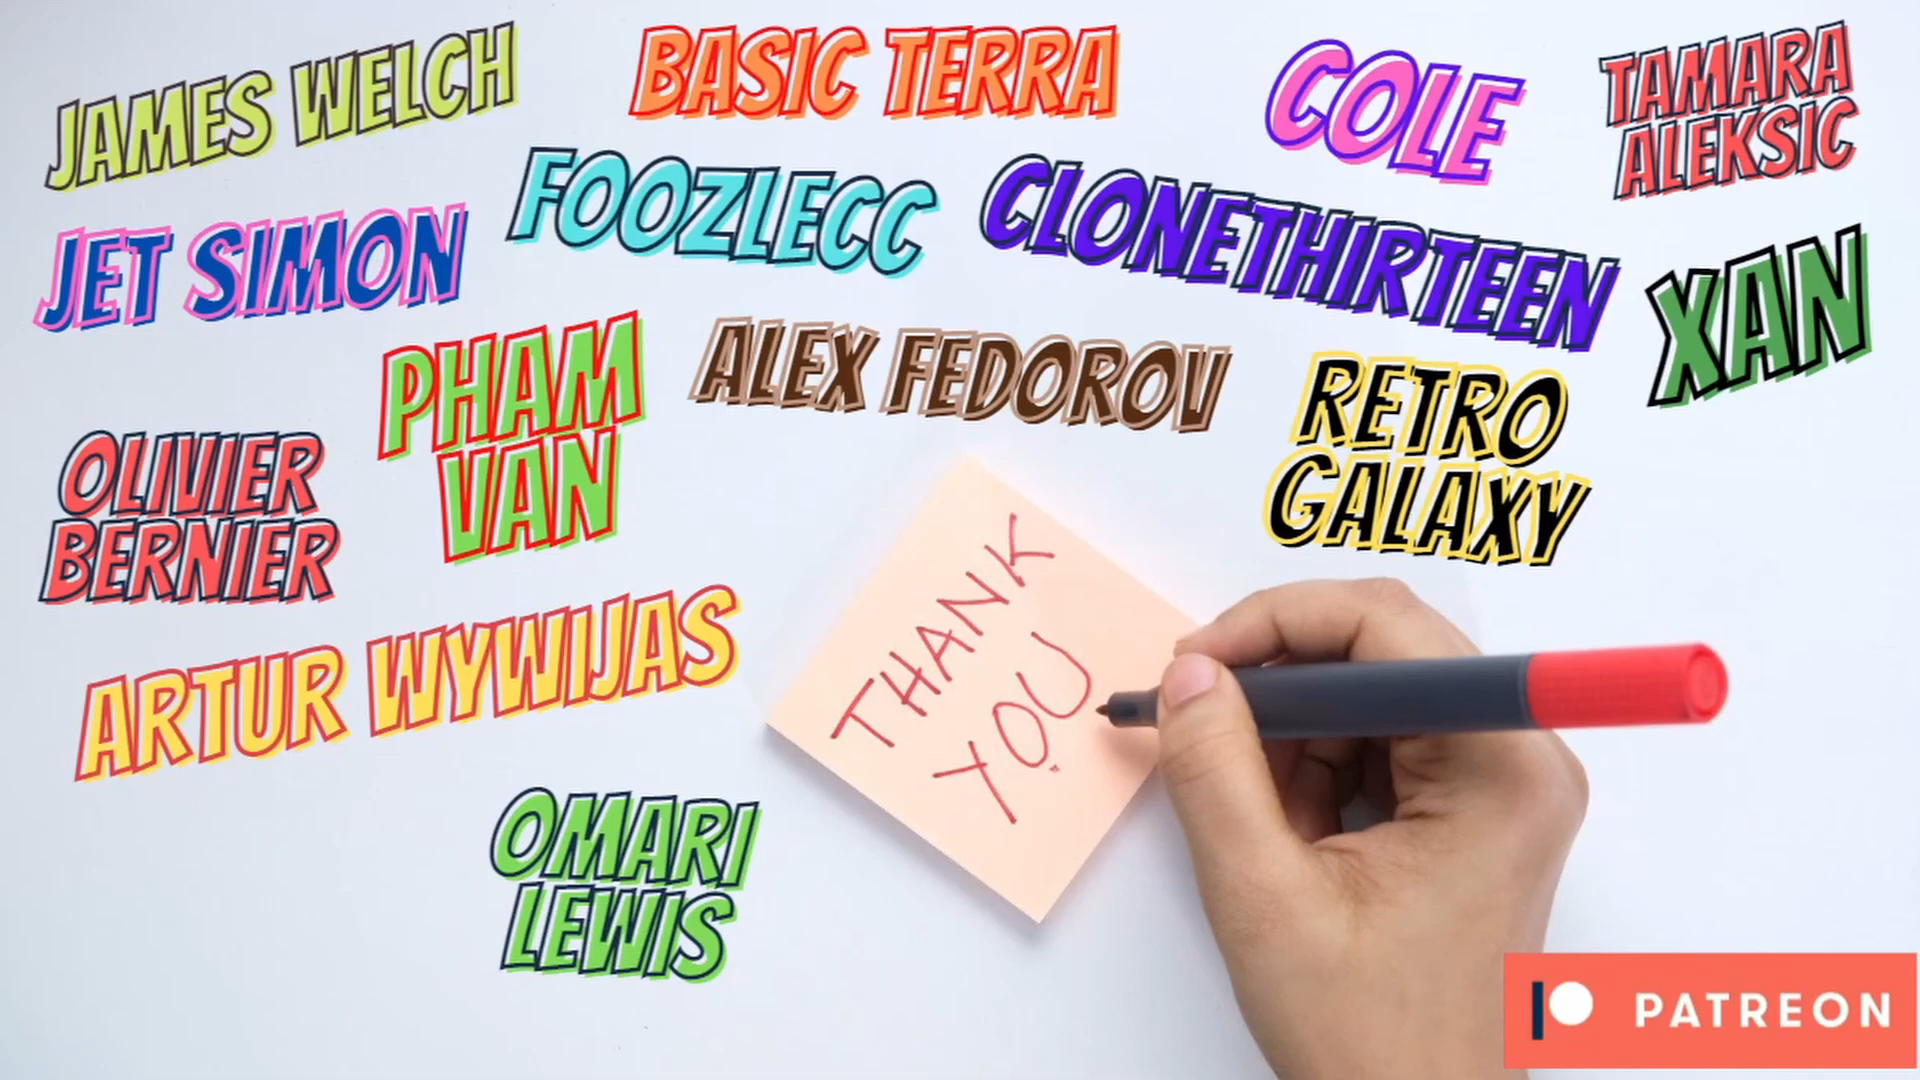 JAMES WELCH
BASIC TERRA
COLE
TAMARA
ALEKSIC
JET SIMON
FOOZLECC
CLONETHIRTEEN
XAN
PHAM
VAN
ALEX FEDOROV
RETRO
GALAXY
OLIVIER
BERNIER
ARTUR WYWIJAS
THANK
YOU
OMARI
LEWIS
PATREON